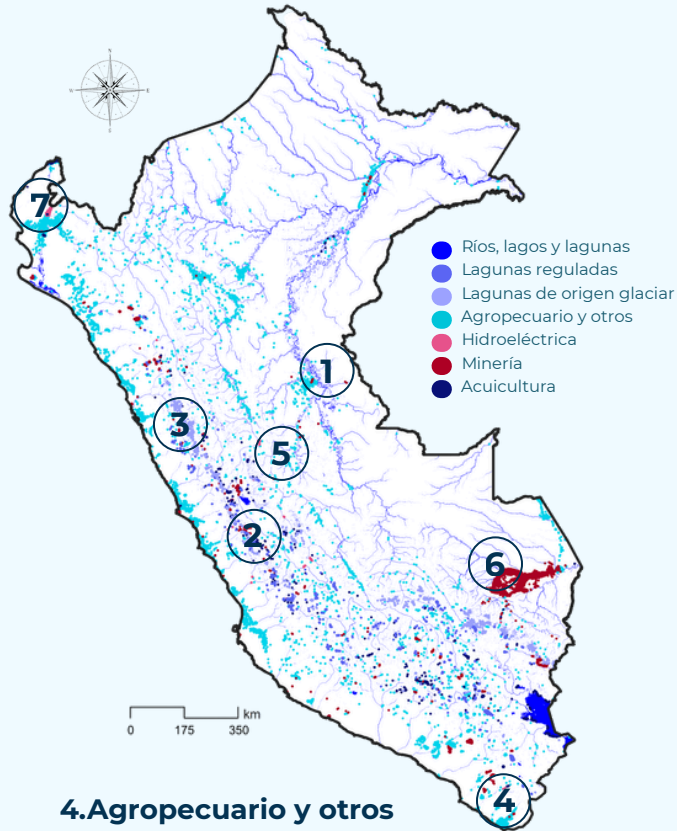 N
W
E
S
7
Ríos, lagos y lagunas
Lagunas reguladas
Lagunas de origen glaciar
Agropecuario y otros
Hidroeléctrica
Minería
Acuicultura
1
3
5
2
6
km
0 175 350
4
4.Agropecuario y otros